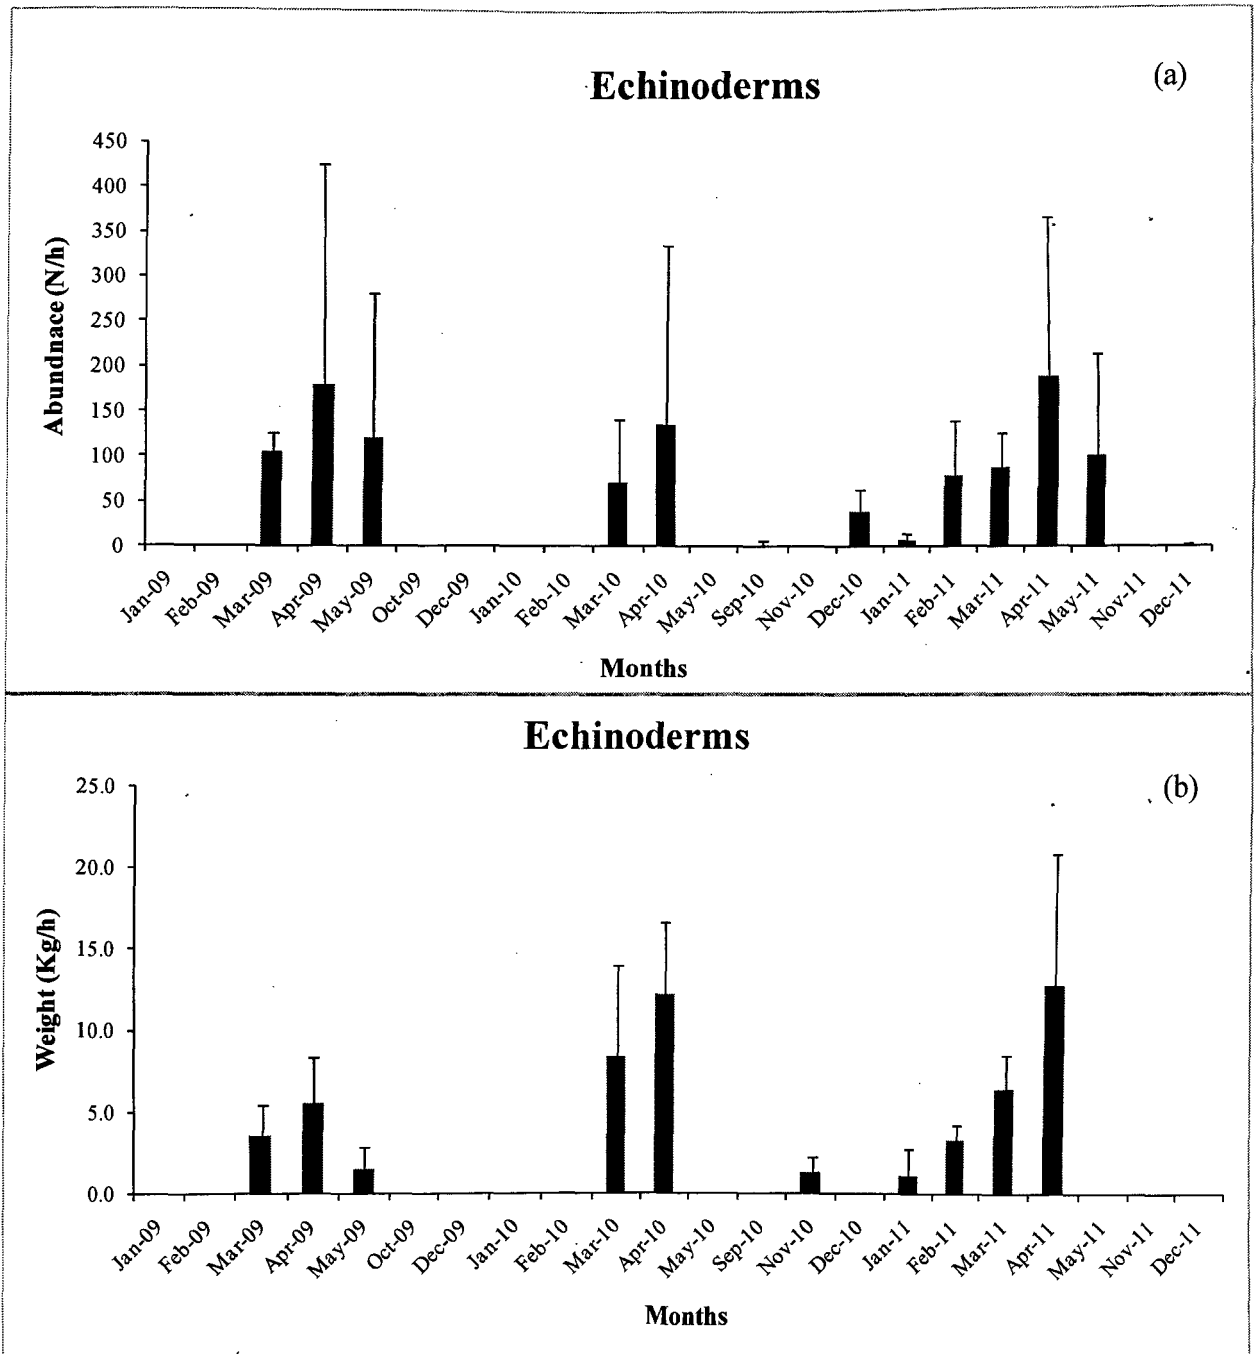 (a)
Echinoderms
450
400
350
300
250
200
150
100
50
0
Abundnace (N/h)
Jan-09 Feb-09 Mar-09 Apr-09 May-09 Oct-09 Dec-09 Jan-10 Feb-10 Mar-10 Apr-10 May-10 Sep-10 Nov-10 Dec-10 Jan-11 Feb-11 Mar-11 Apr-11 May-11 Nov-11 Dec-11
Months
Echinoderms
(b)
25.0
20.0
15.0
10.0
5.0
0.0
Weight (Kg/h)
Jan-09 Feb-09 Mar-09 Apr-09 May-09 Oct-09 Dec-09 Jan-10 Feb-10 Mar-10 Apr-10 May-10 Sep-10 Nov-10 Dec-10 Jan-11 Feb-11 Mar-11 Apr-11 May-11 Nov-11 Dec-11
Months